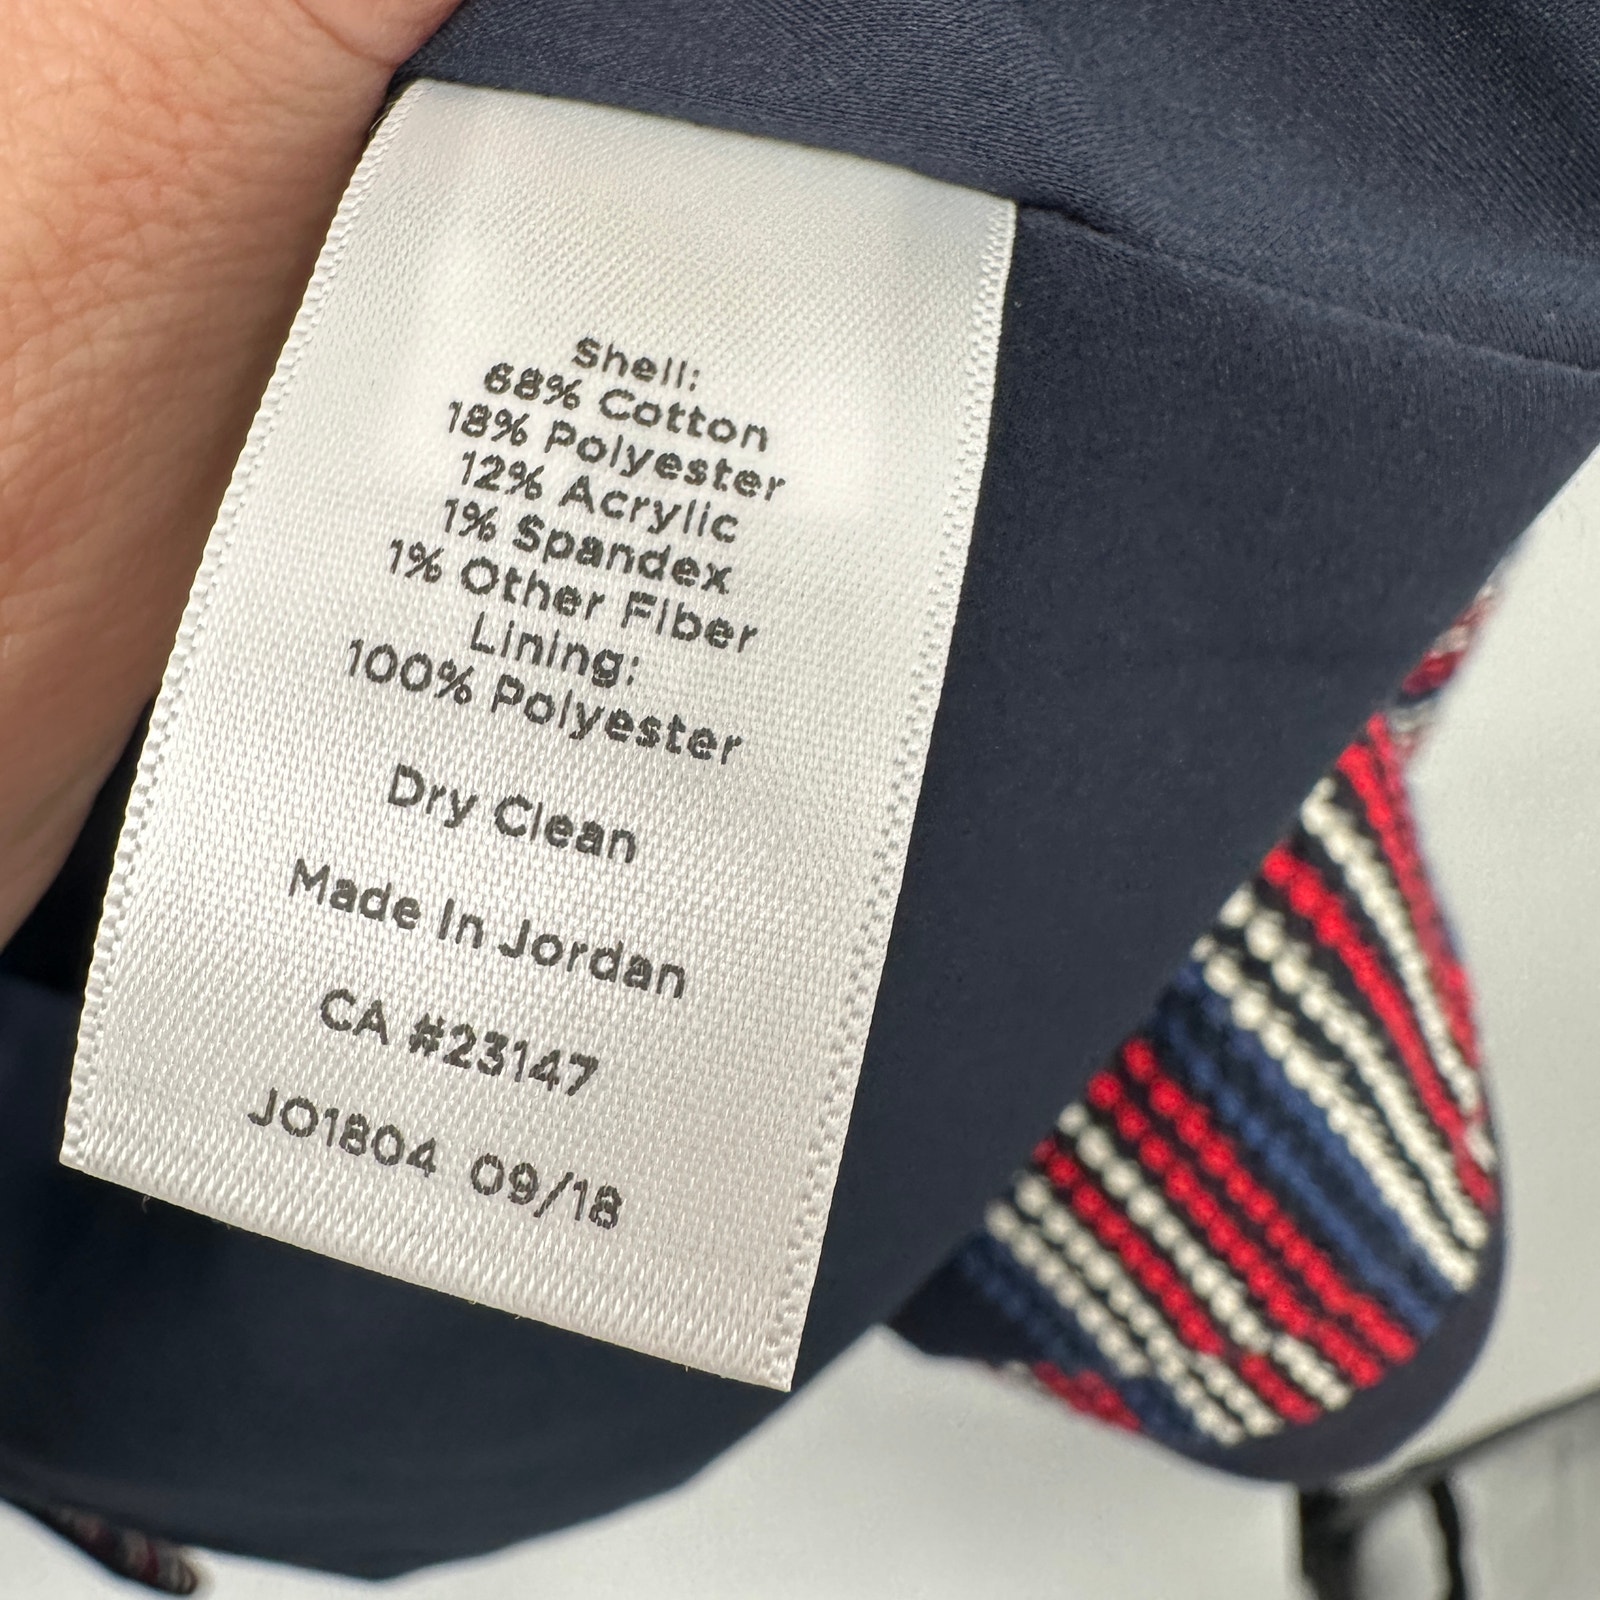 Shell:
68% Cotton
18% Polyester
12% Acrylic
1% Spandex
1% Other Fiber
Lining:
100% Polyester
Dry Clean
Made In Jordan
CA #23147
JO1804 09/18